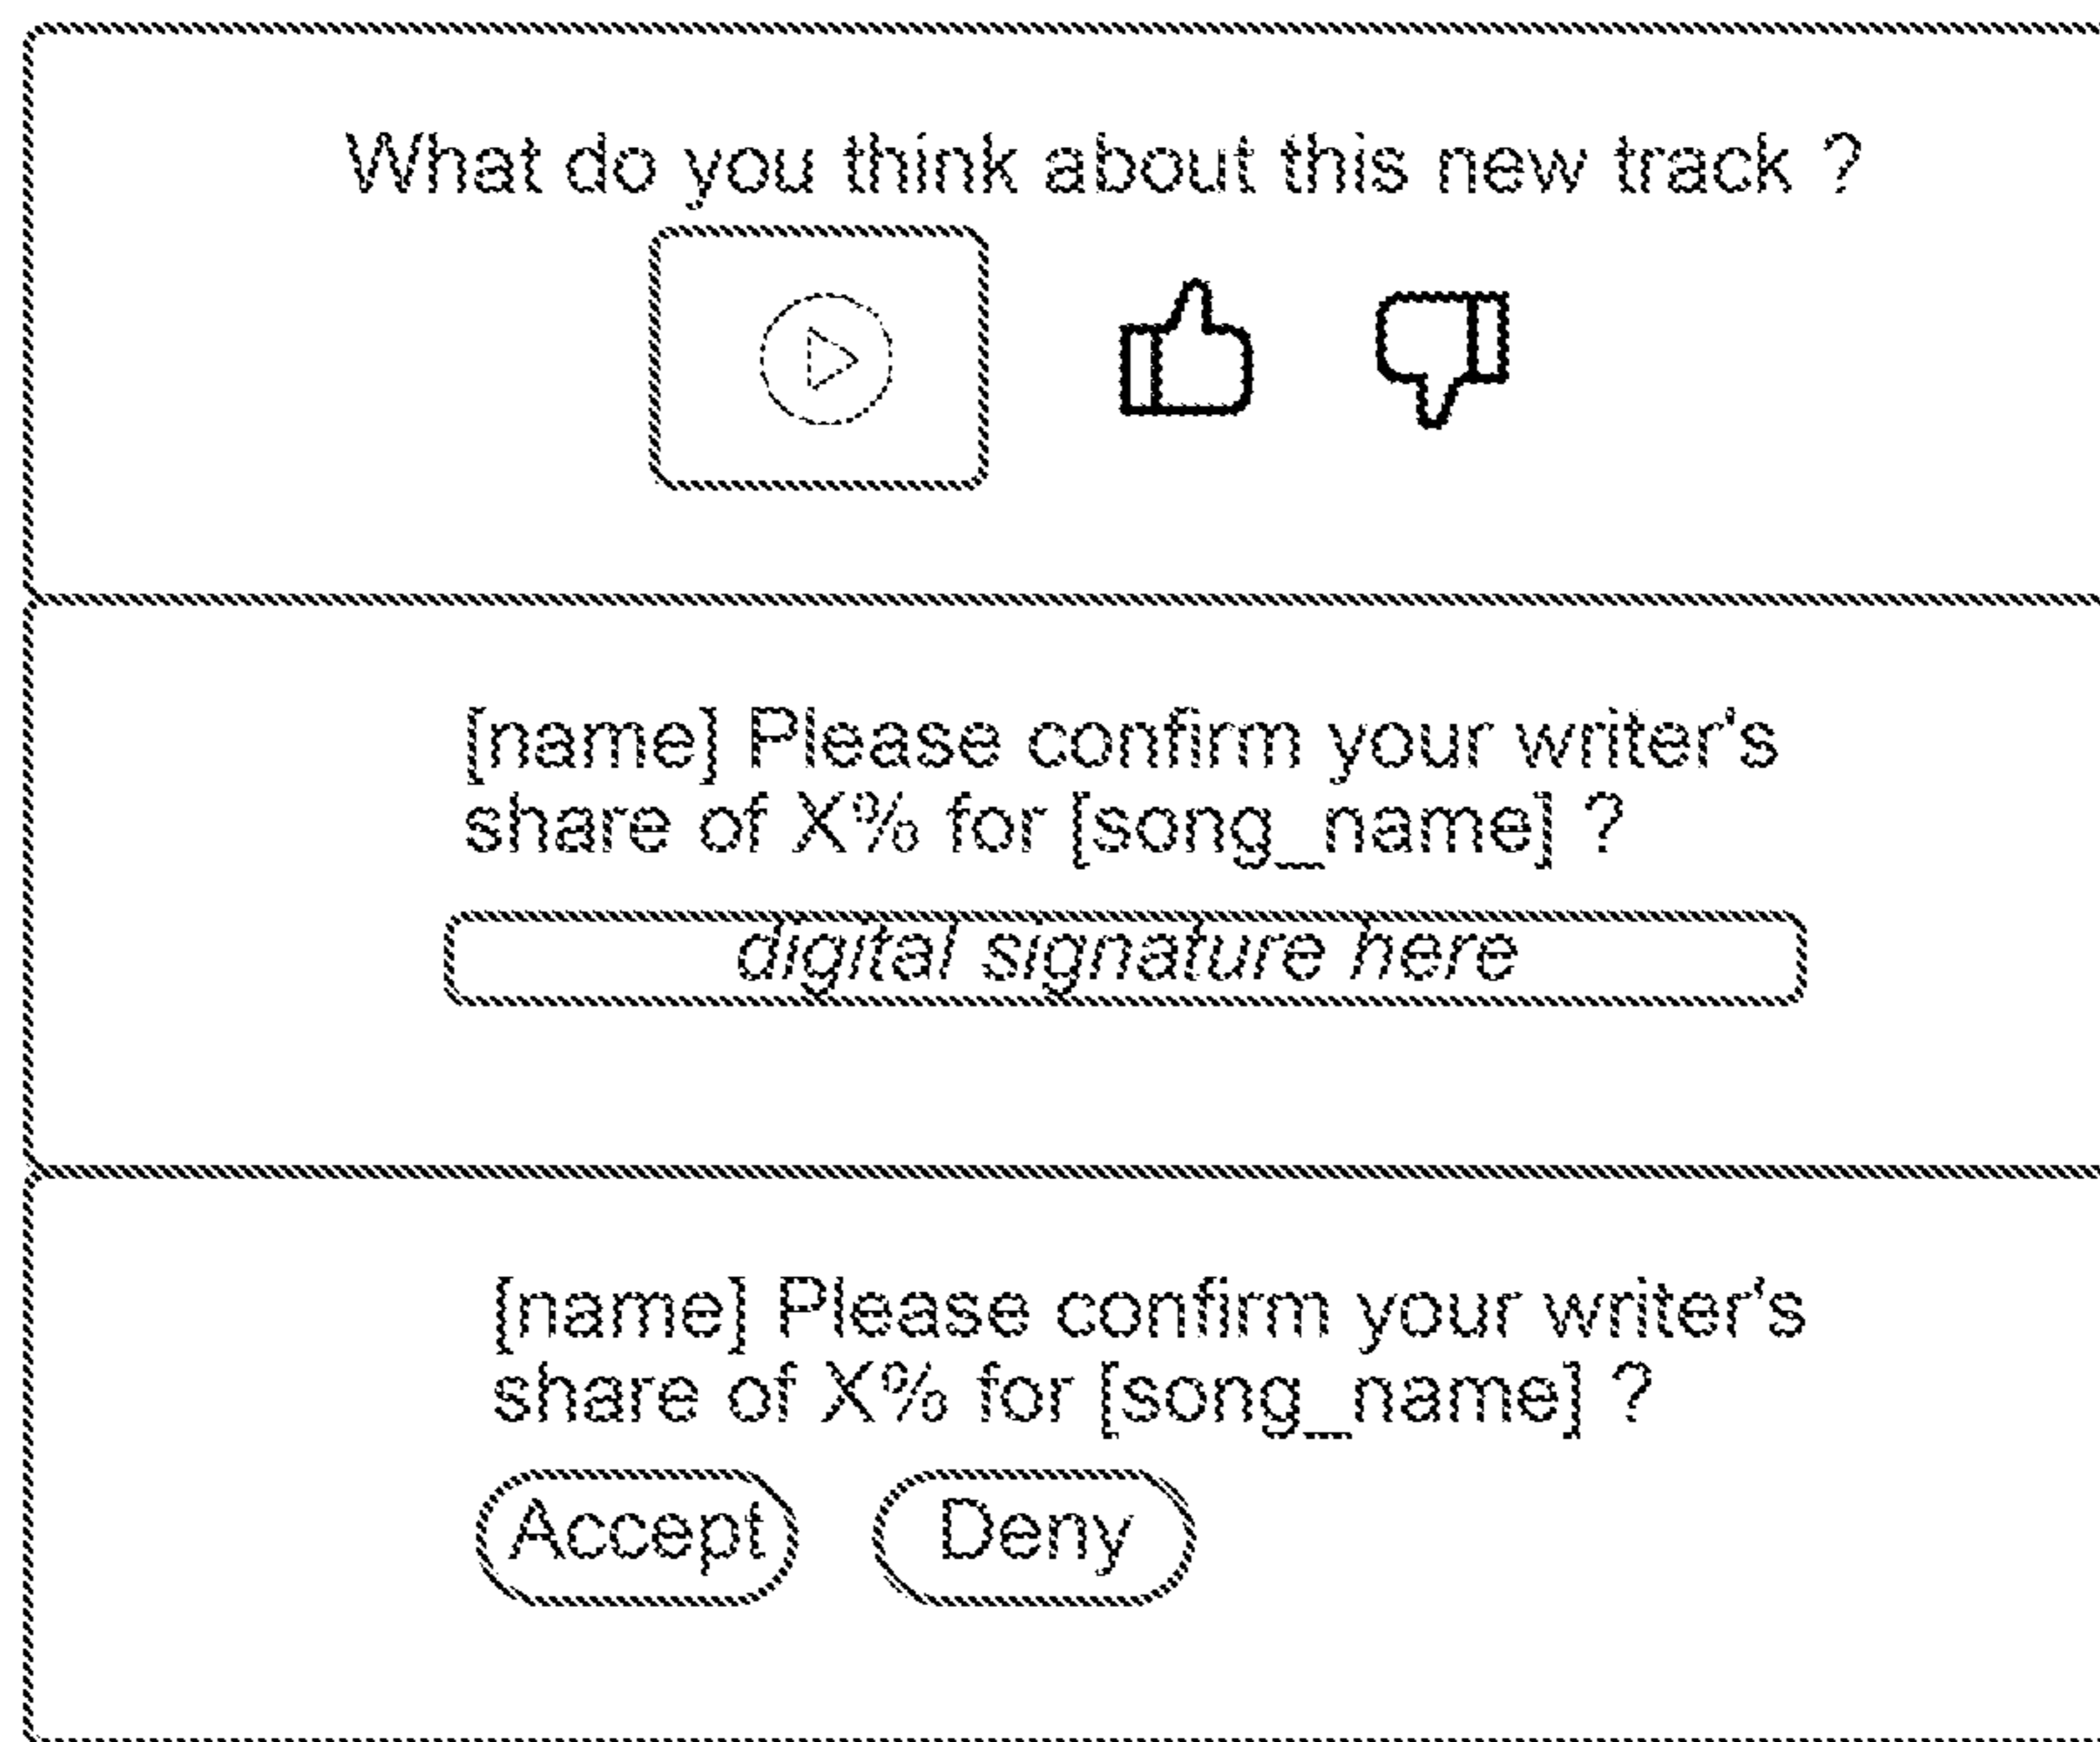 What do you think about this new track ?
[name] Please confirm your writer's
share of X% for [song_name] ?
digital signature here
[name] Please confirm your writer's
share of X% for [song_name] ?
Accept Deny